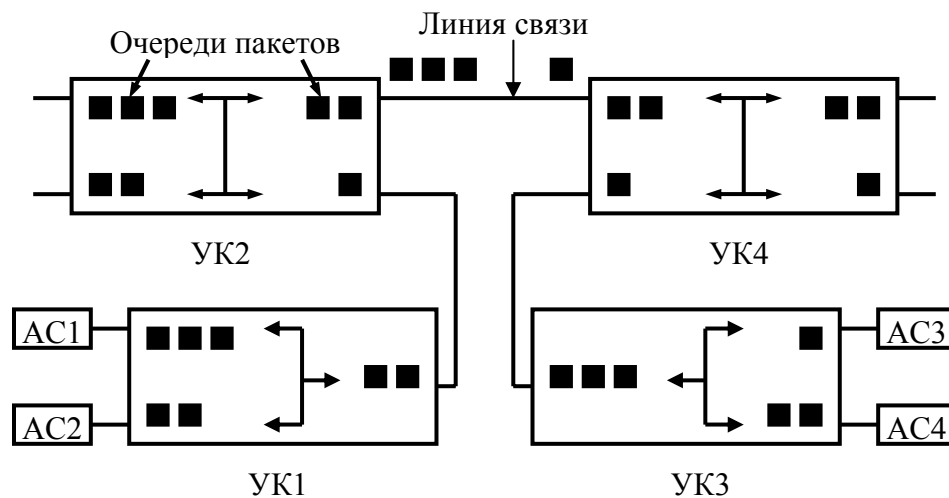 Линия связи
Очереди пакетов
УК2
УК4
АС1
АС3
АС2
АС4
УК1
УК3